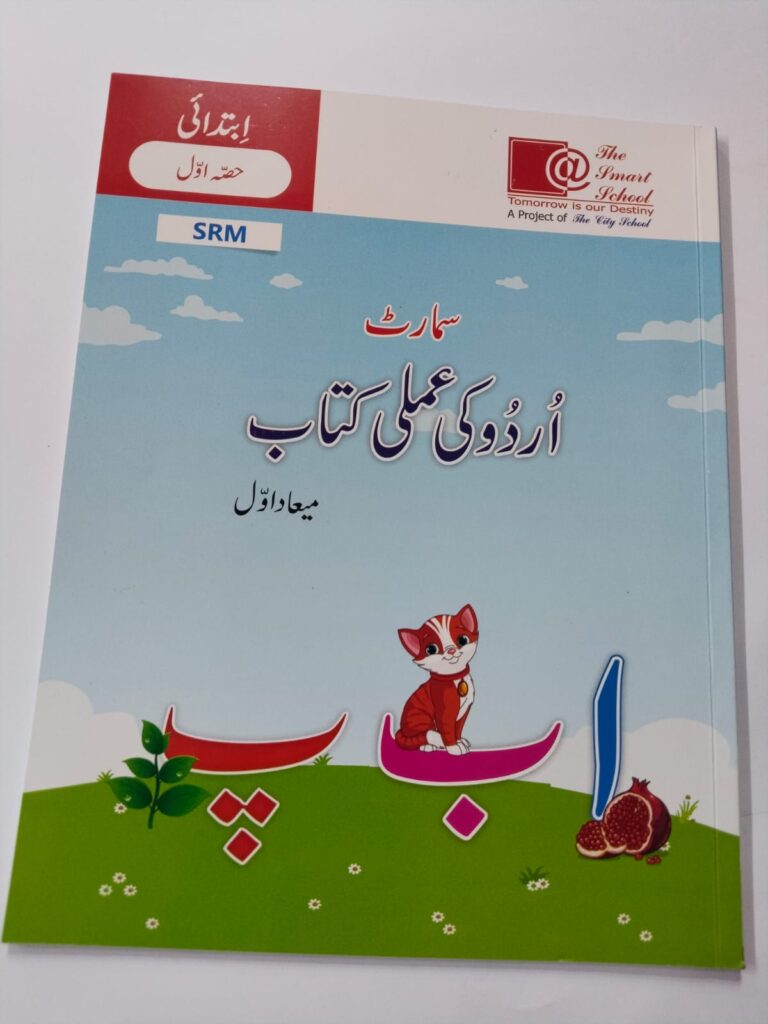 اِبتدائی
حصّہ اوّل
SRM
The
Smart
School
Tomorrow is our Destiny
A Project of The City School
سمارٹ
اُردُو کی عملی کتاب
میعاد اوّل
ا ب پ